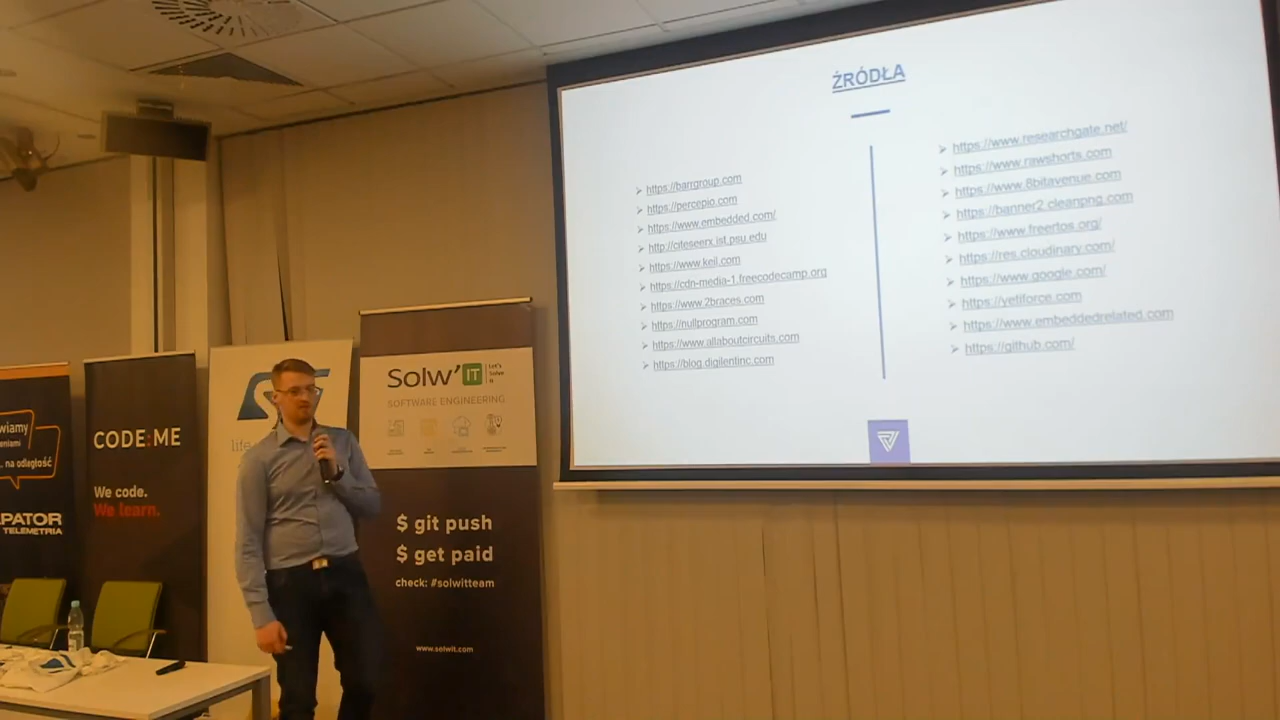 ŹRÓDŁA
https://barrgroup.com
https://percepio.com
https://www.embedded.com/
http://citeseerx.ist.psu.edu
https://www.keil.com
https://cdn-media-1.freecodecamp.org
https://www.2braces.com
https://nullprogram.com
https://www.allaboutcircuits.com
https://blog.digilentinc.com
https://www.researchgate.net/
https://www.rawshorts.com
https://www.8bitavenue.com
https://banner2.cleanpng.com
https://www.freertos.org/
https://res.cloudinary.com/
https://www.google.com/
https://yetiforce.com
https://www.embeddedrelated.com
https://github.com/
wiamy
eniami
. na odległość
PATOR
TELEMETRIA
CODE:ME
We code.
We learn.
life
Solw'IT
Let's
Solve
it
SOFTWARE ENGINEERING
$ git push
$ get paid
check: #solwitteam
www.solwit.com